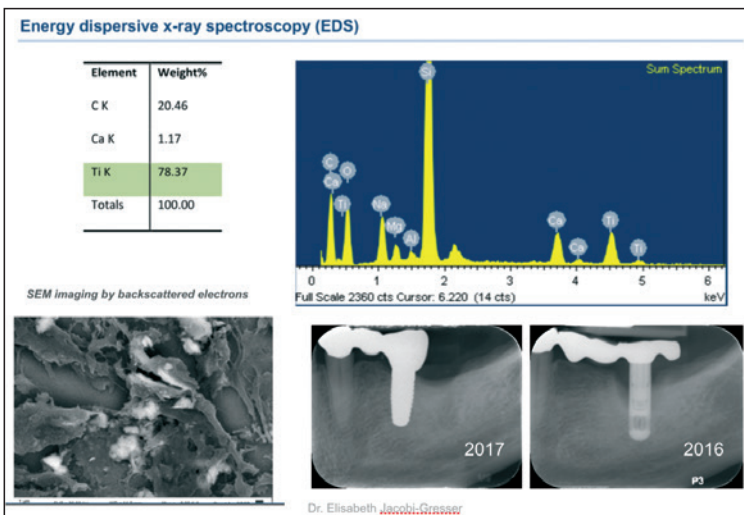 Energy dispersive x-ray spectroscopy (EDS)
Element Weight%
C K 20.46
Ca K 1.17
Ti K 78.37
Totals 100.00
Sum Spectrum
Si
C
Ca
O
Ti
Na
Mg
Al
Ca
Ca
Ti
Ti
0 1 2 3 4 5 6
Full Scale 2360 cts Cursor: 6.220 (14 cts) keV
SEM imaging by backscattered electrons
2017
2016
P3
Dr. Elisabeth Jacobi-Gresser